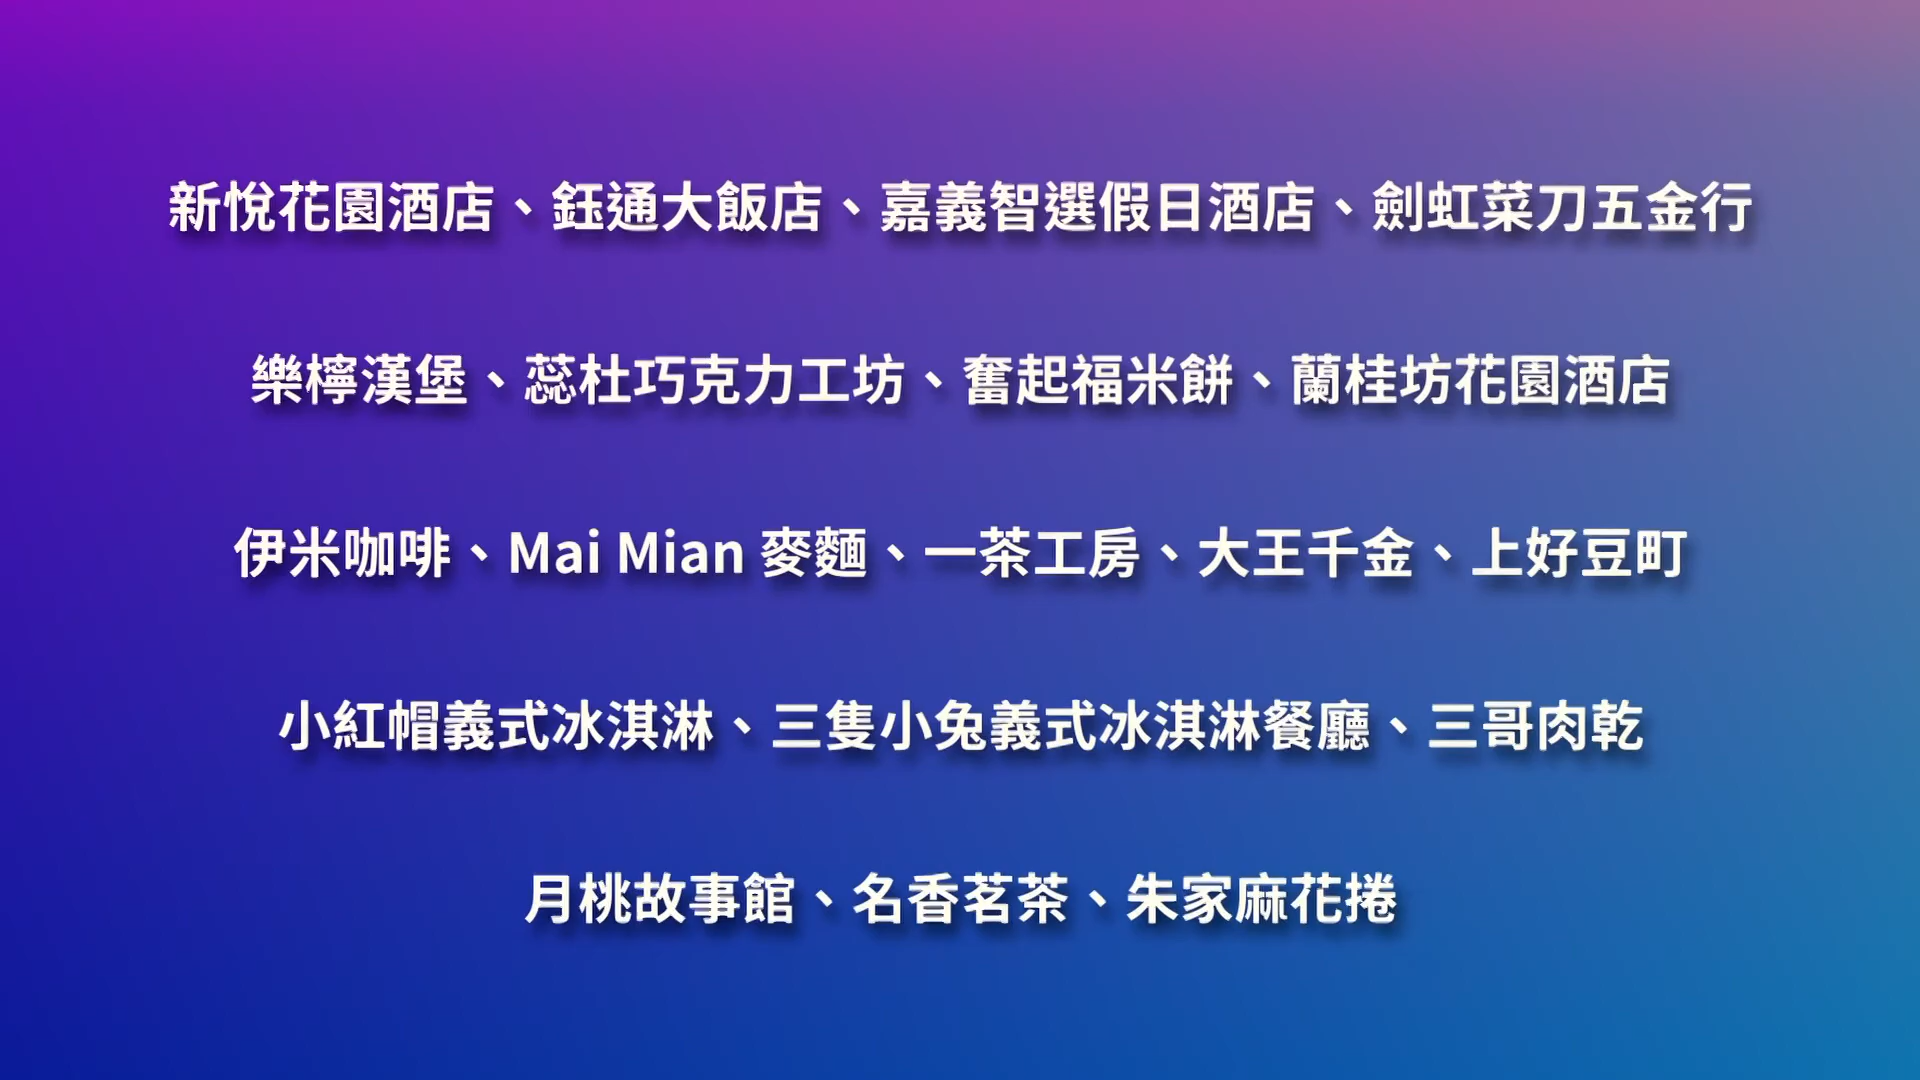 新悅花園酒店、鈺通大飯店、嘉義智選假日酒店、劍虹菜刀五金行
樂檸漢堡、蕊杜巧克力工坊、奮起福米餅、蘭桂坊花園酒店
伊米咖啡、Mai Mian 麥麵、一茶工房、大王千金、上好豆町
小紅帽義式冰淇淋、三隻小兔義式冰淇淋餐廳、三哥肉乾
月桃故事館、名香茗茶、朱家麻花捲